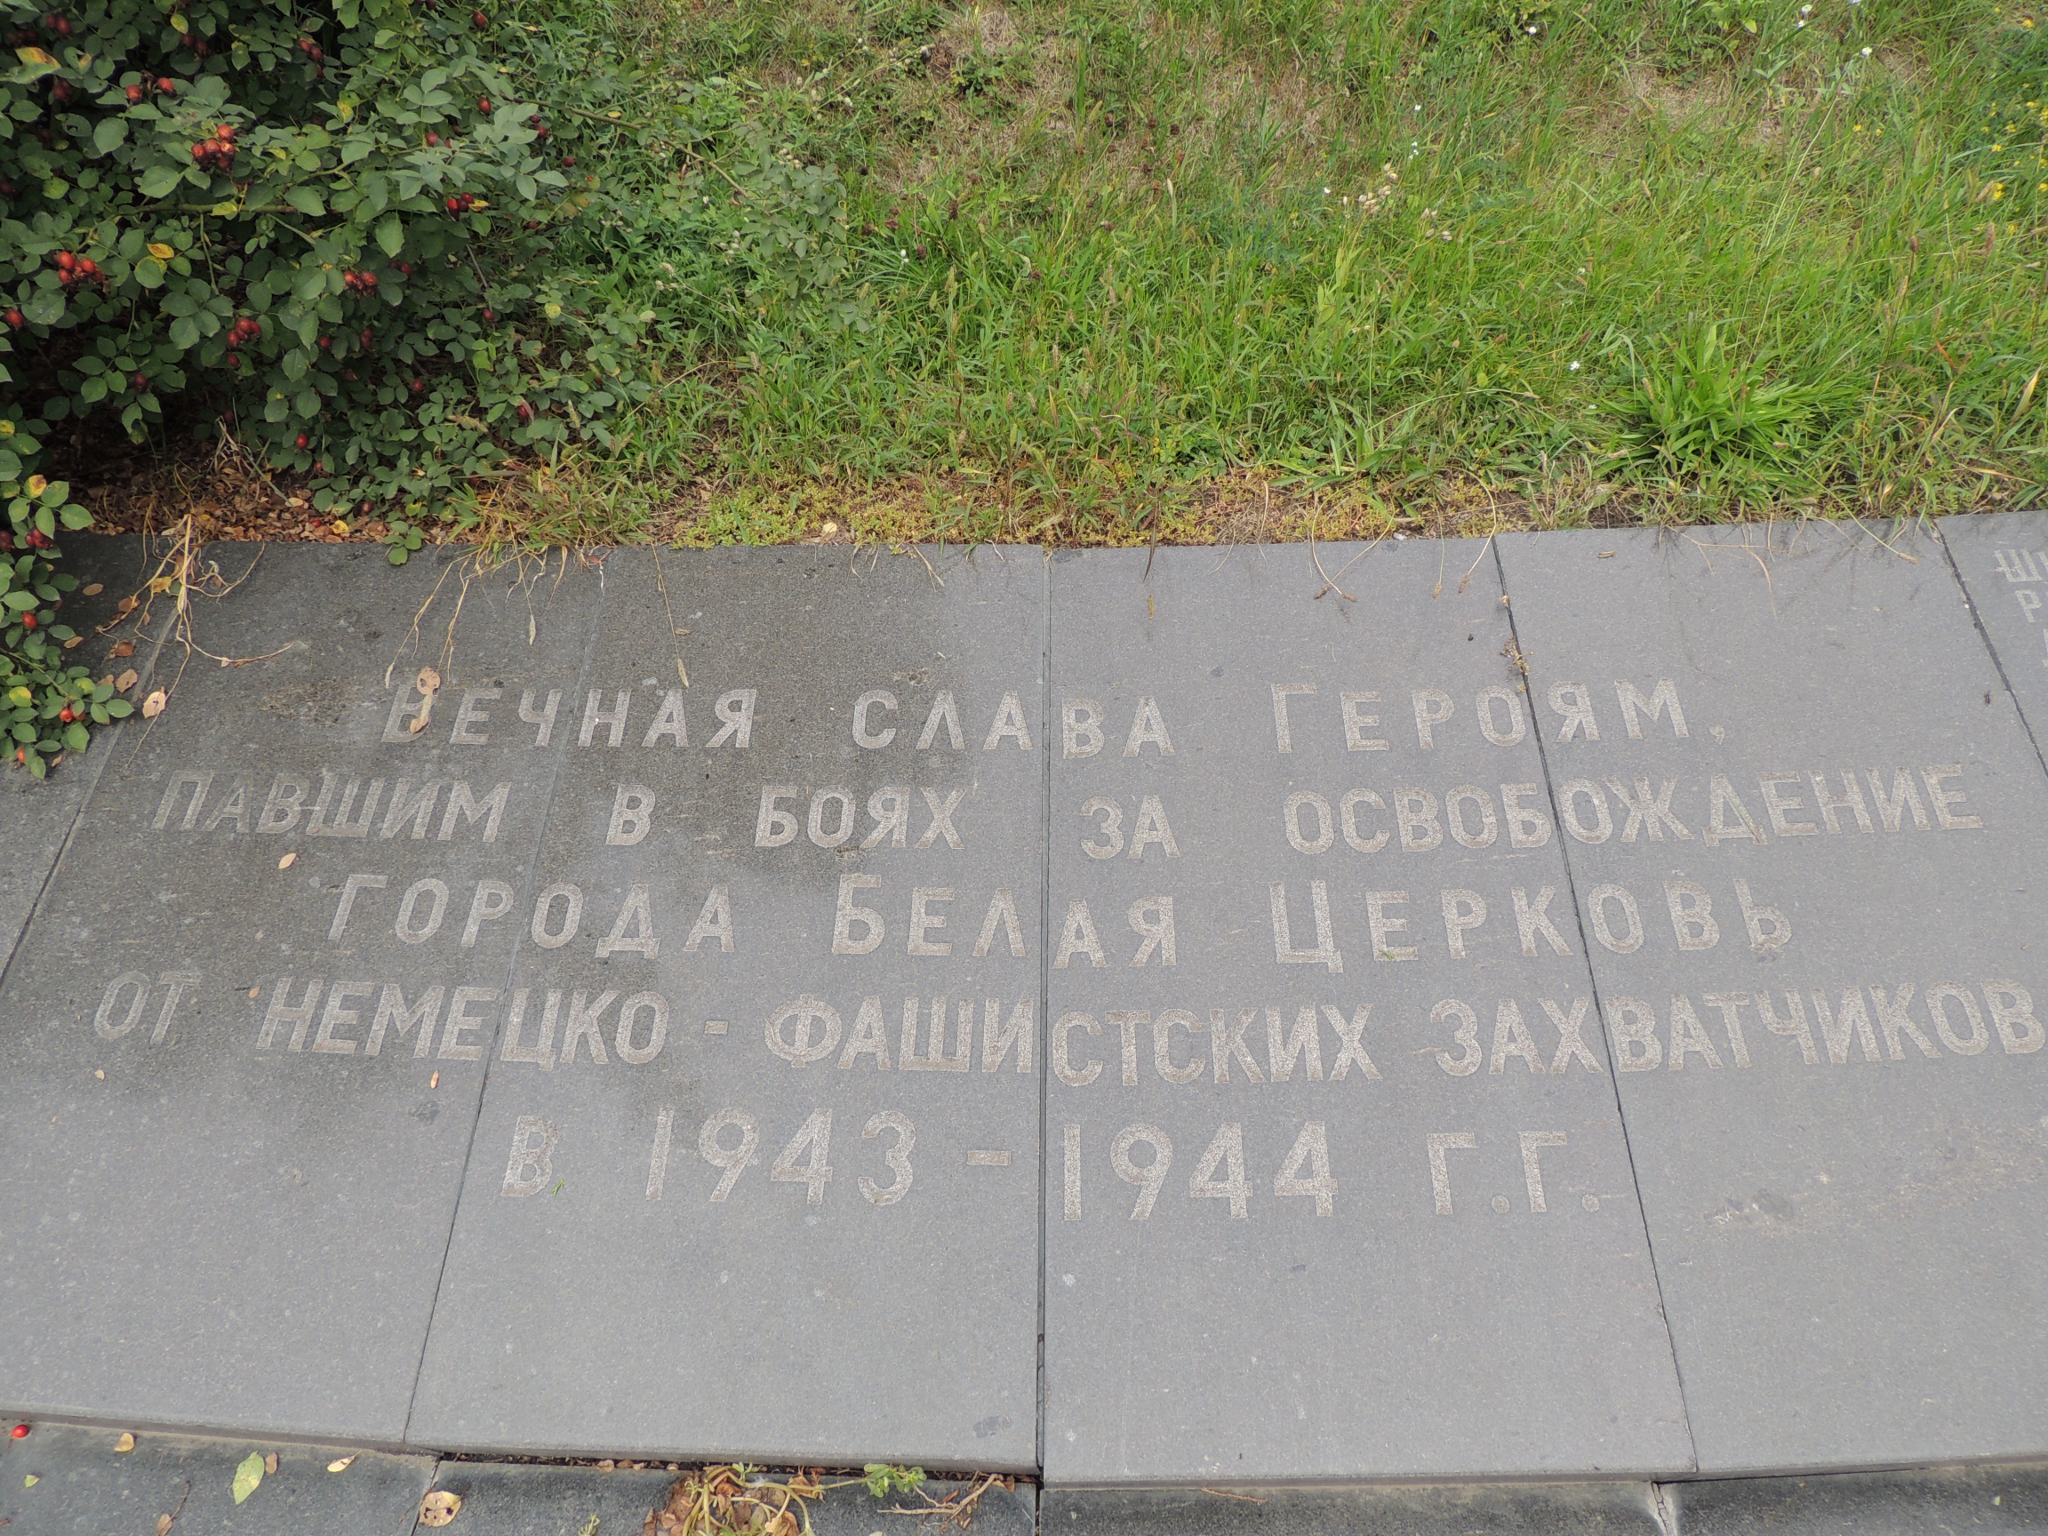 ВЕЧНАЯ СЛАВА ГЕРОЯМ,
ПАВШИМ В БОЯХ ЗА ОСВОБОЖДЕНИЕ
ГОРОДА БЕЛАЯ ЦЕРКОВЬ
ОТ НЕМЕЦКО-ФАШИСТСКИХ ЗАХВАТЧИКОВ
В 1943-1944 Г.Г.